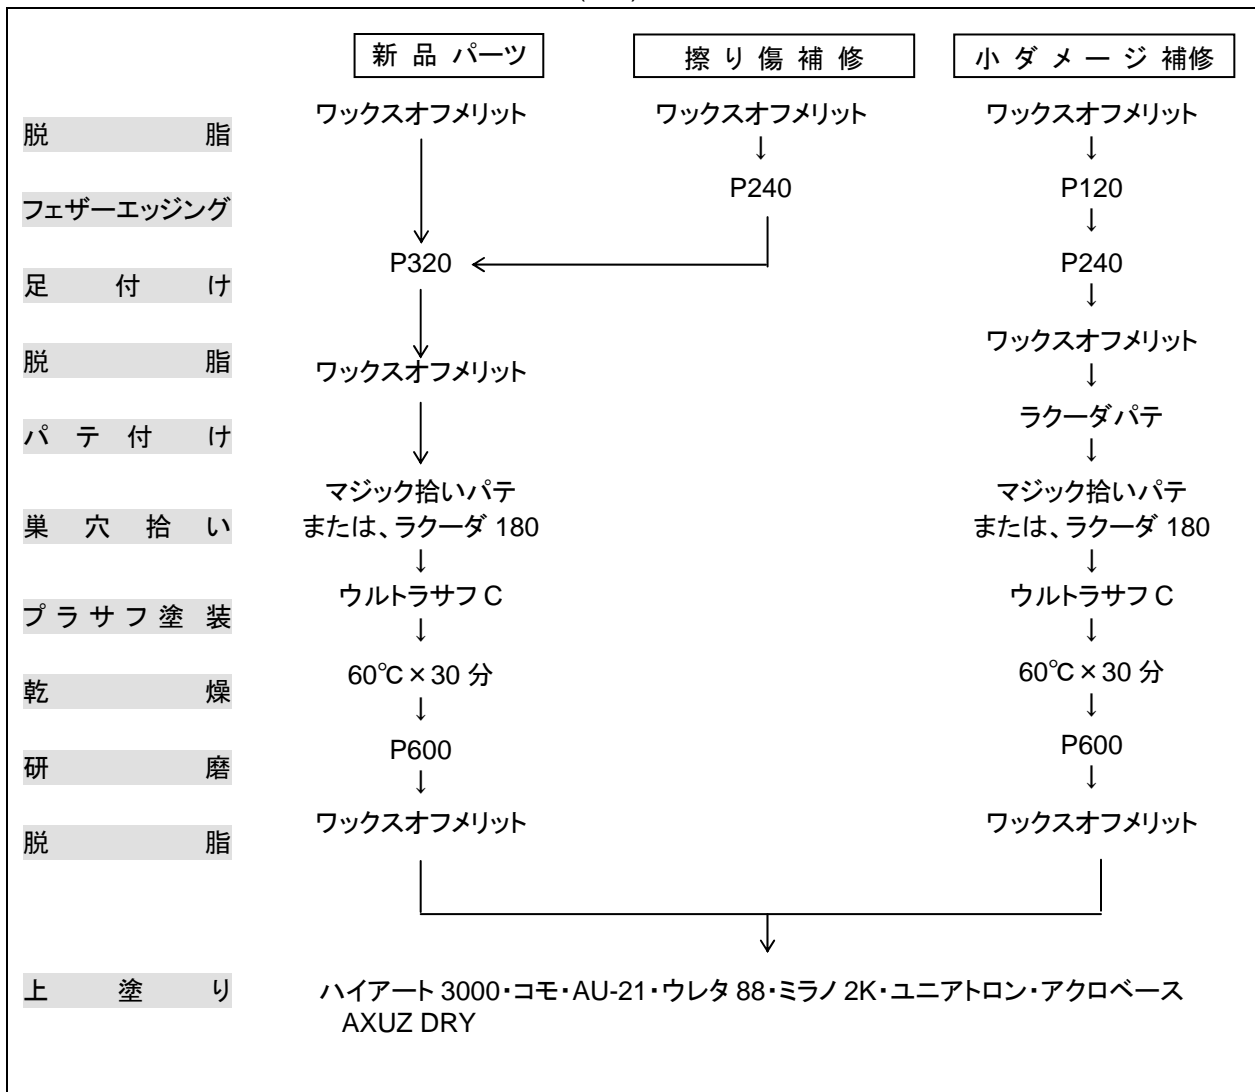 新品パーツ 擦り傷補修 小ダメージ補修
脱脂 ワックスオフメリット ワックスオフメリット ワックスオフメリット
↓ ↓
フェザーエッジング P240 P120
↓
足付け P320 P240
↓
脱脂 ワックスオフメリット ワックスオフメリット
↓
パテ付け ラクーダパテ
↓
マジック拾いパテ マジック拾いパテ
巣穴拾い または、ラクーダ 180 または、ラクーダ 180
↓ ↓
プラサフ塗装 ウルトラサフ C ウルトラサフ C
↓ ↓
乾燥 60℃×30 分 60℃×30 分
↓ ↓
研磨 P600 P600
↓ ↓
脱脂 ワックスオフメリット ワックスオフメリット
上塗り ハイアート 3000・コモ・AU-21・ウレタ 88・ミラノ 2K・ユニアトロン・アクロベース
AXUZ DRY